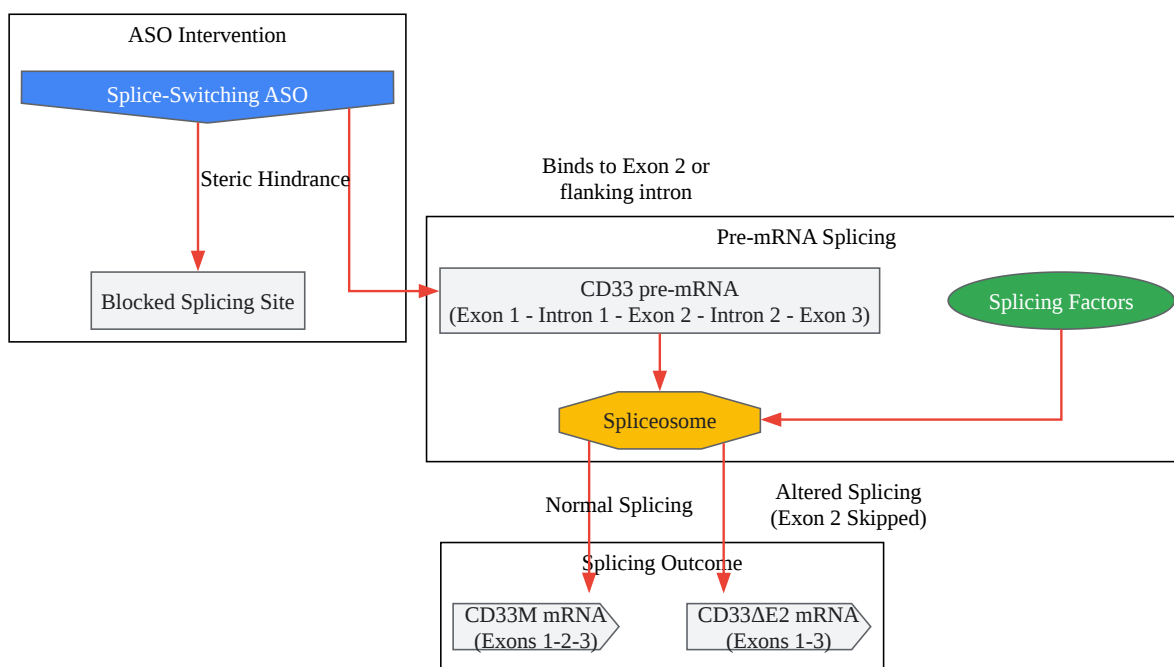 ASO Intervention
Splice-Switching ASO
Steric Hindrance
Blocked Splicing Site
Binds to Exon 2 or
flanking intron
Pre-mRNA Splicing
CD33 pre-mRNA
(Exon 1 - Intron 1 - Exon 2 - Intron 2 - Exon 3)
Splicing Factors
Spliceosome
Normal Splicing
Altered Splicing
(Exon 2 Skipped)
Splicing Outcome
CD33M mRNA
(Exons 1-2-3)
CD33ΔE2 mRNA
(Exons 1-3)